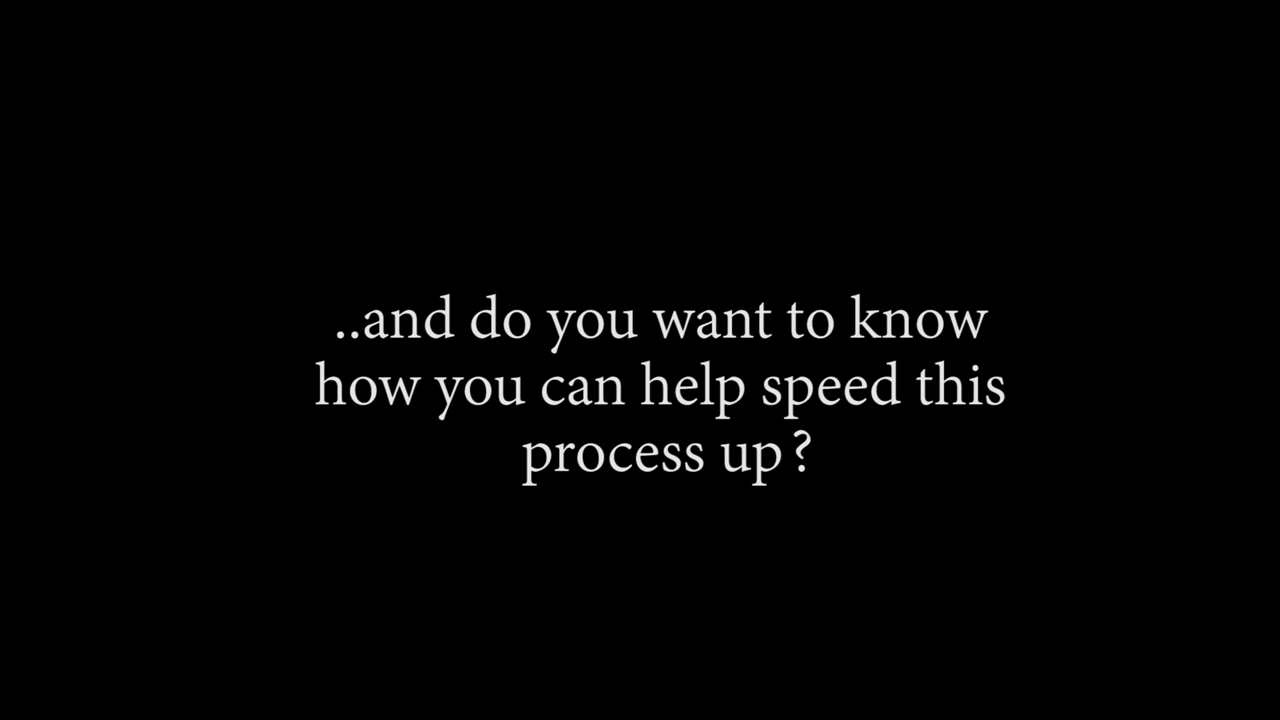 ..and do you want to know
how you can help speed this
process up?